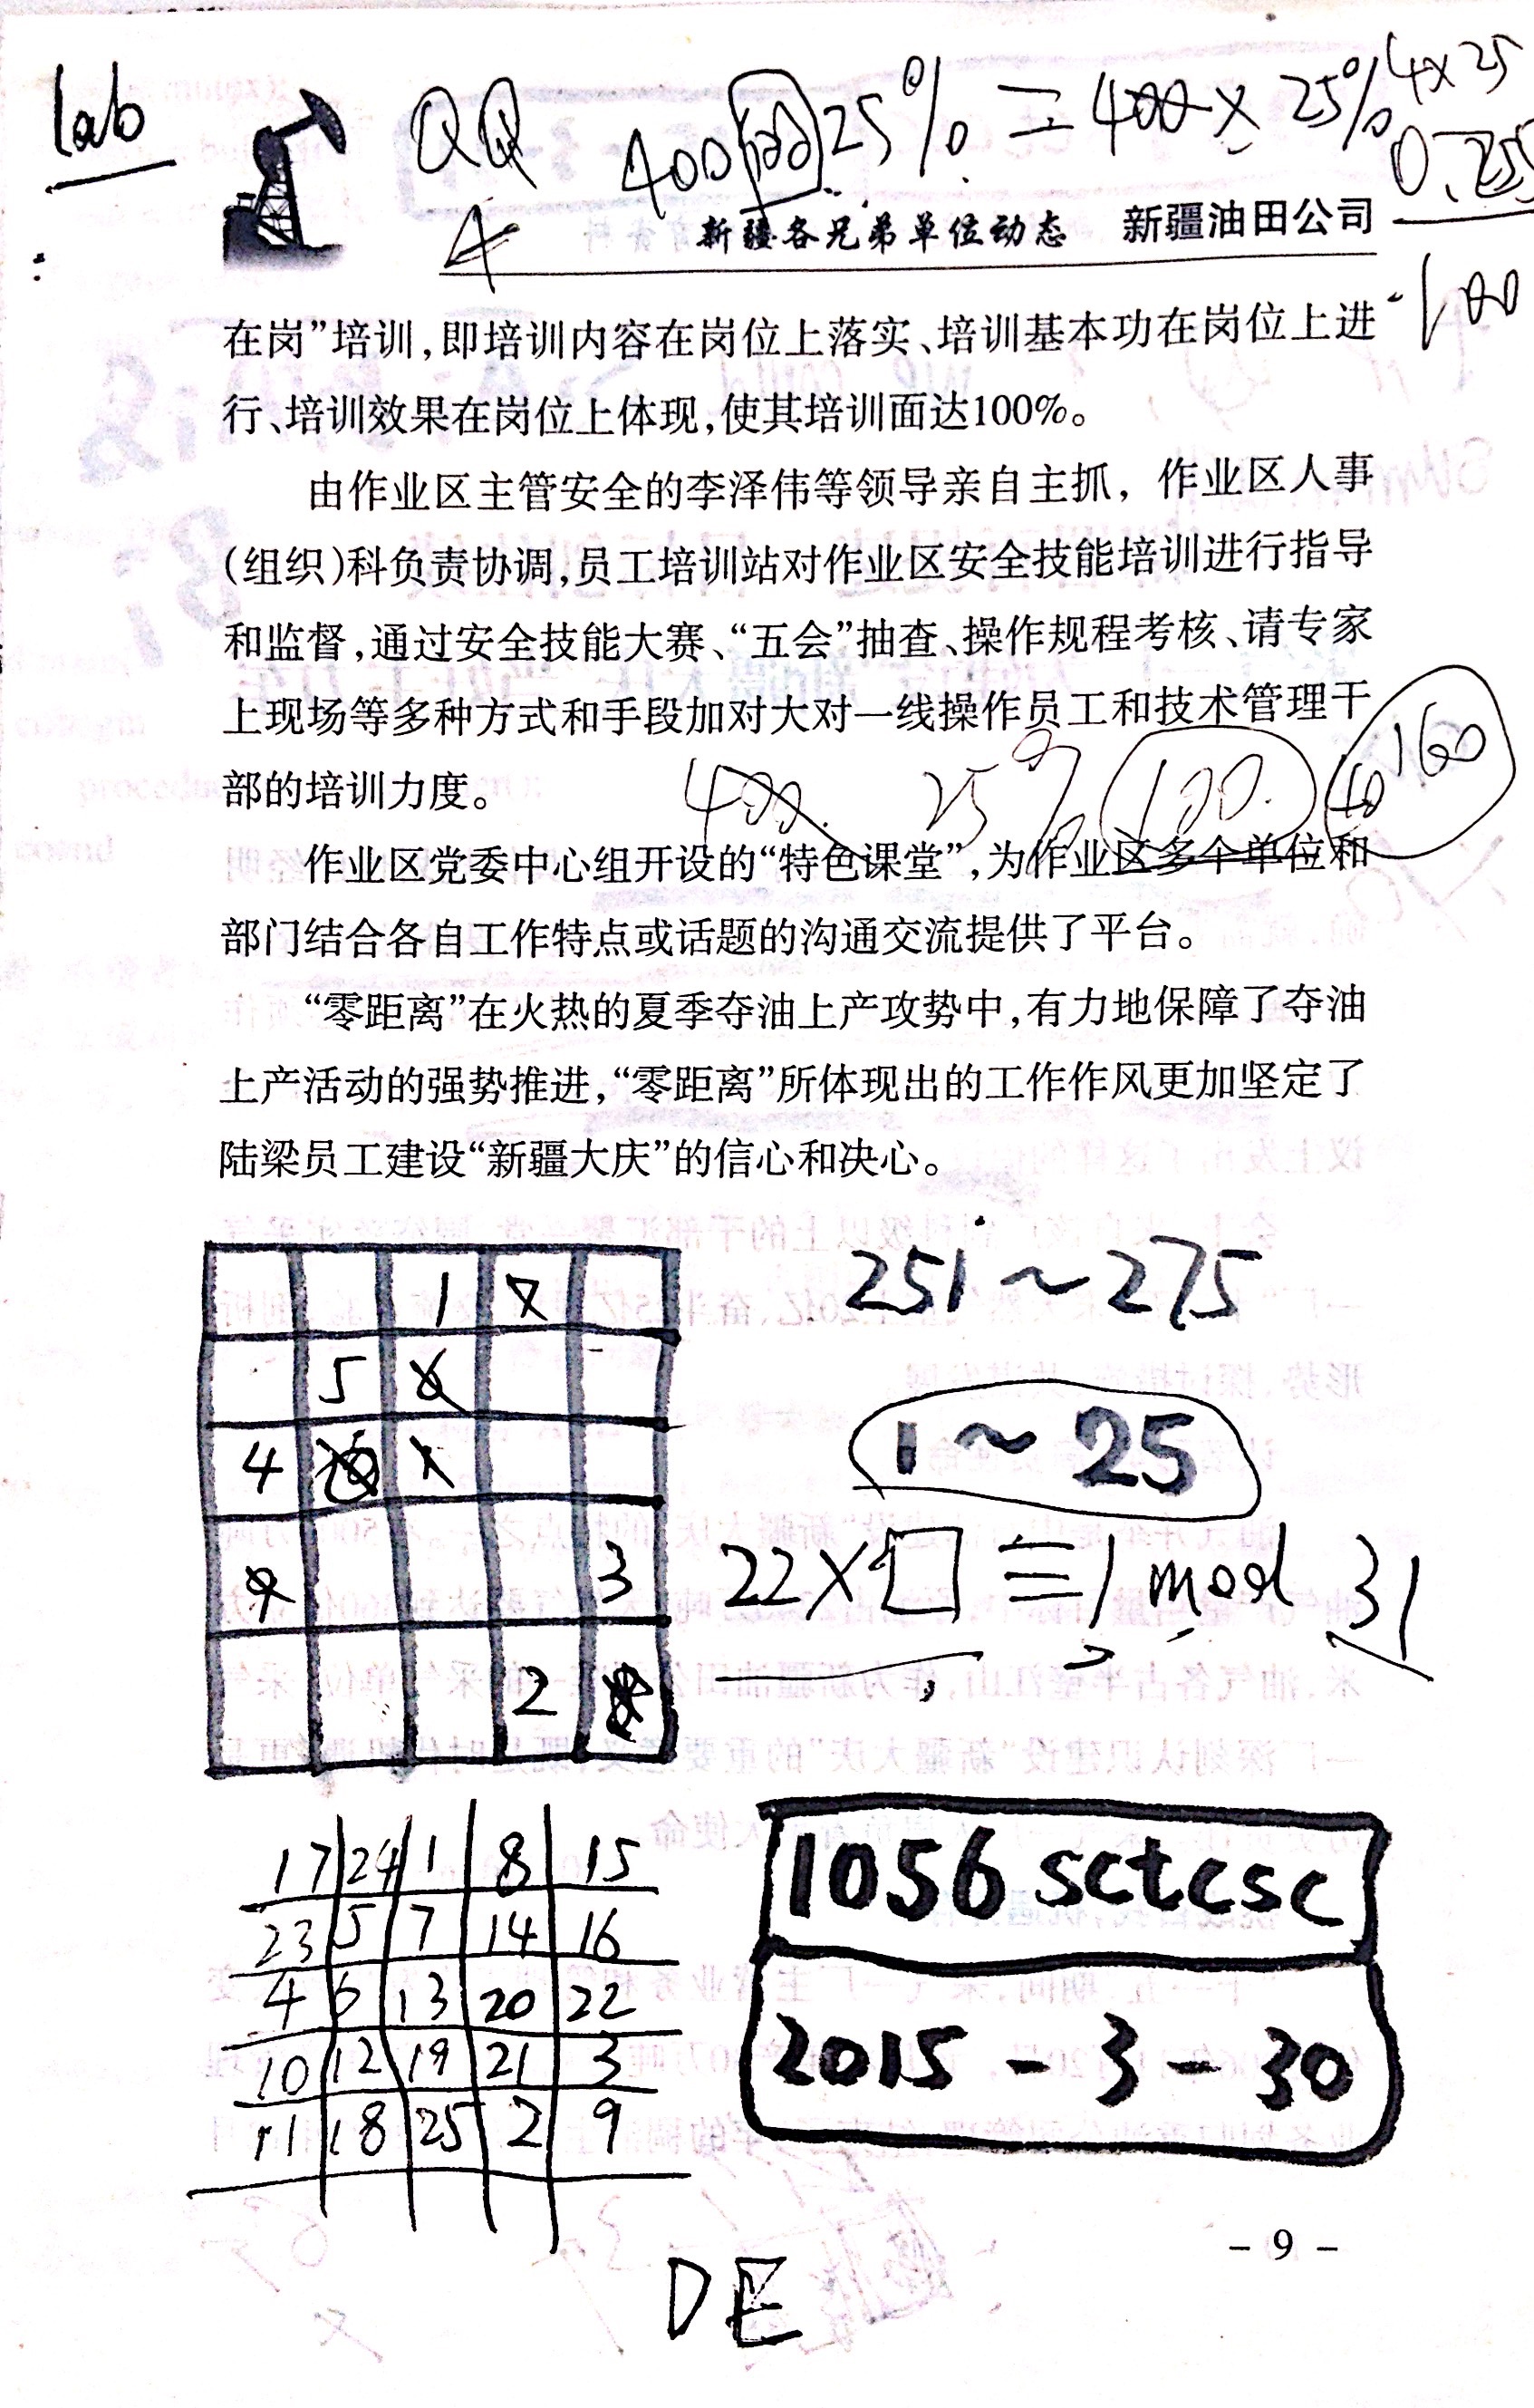 lab
QQ 400的25% = 400 × 25% 4×25
0.25
4
新疆各兄弟单位动态 新疆油田公司
100
在岗”培训,即培训内容在岗位上落实、培训基本功在岗位上进
行、培训效果在岗位上体现,使其培训面达100%。
由作业区主管安全的李泽伟等领导亲自主抓，作业区人事
(组织)科负责协调,员工培训站对作业区安全技能培训进行指导
和监督,通过安全技能大赛、“五会”抽查、操作规程考核、请专家
上现场等多种方式和手段加对大对一线操作员工和技术管理干
部的培训力度。
400 25% 100 40 160
作业区党委中心组开设的“特色课堂”,为作业区多个单位和
部门结合各自工作特点或话题的沟通交流提供了平台。
“零距离”在火热的夏季夺油上产攻势中,有力地保障了夺油
上产活动的强势推进,“零距离”所体现出的工作作风更加坚定了
陆梁员工建设“新疆大庆”的信心和决心。
1
5
4
3
2
251~275
1~25
22×□≡1 mod 31
17 24 1 8 15
23 5 7 14 16
4 6 13 20 22
10 12 19 21 3
11 18 25 2 9
1056 sctcsc
2015-3-30
- 9 -
DE